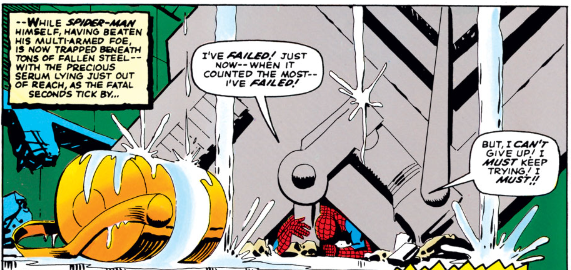 --WHILE SPIDER-MAN
HIMSELF, HAVING BEATEN
HIS MULTI-ARMED FOE,
IS NOW TRAPPED BENEATH
TONS OF FALLEN STEEL--
WITH THE PRECIOUS
SERUM LYING JUST OUT
OF REACH, AS THE FATAL
SECONDS TICK BY...
I'VE FAILED! JUST
NOW--WHEN IT
COUNTED THE MOST--
I'VE FAILED!
BUT, I CAN'T
GIVE UP! I
MUST KEEP
TRYING! I
MUST!!